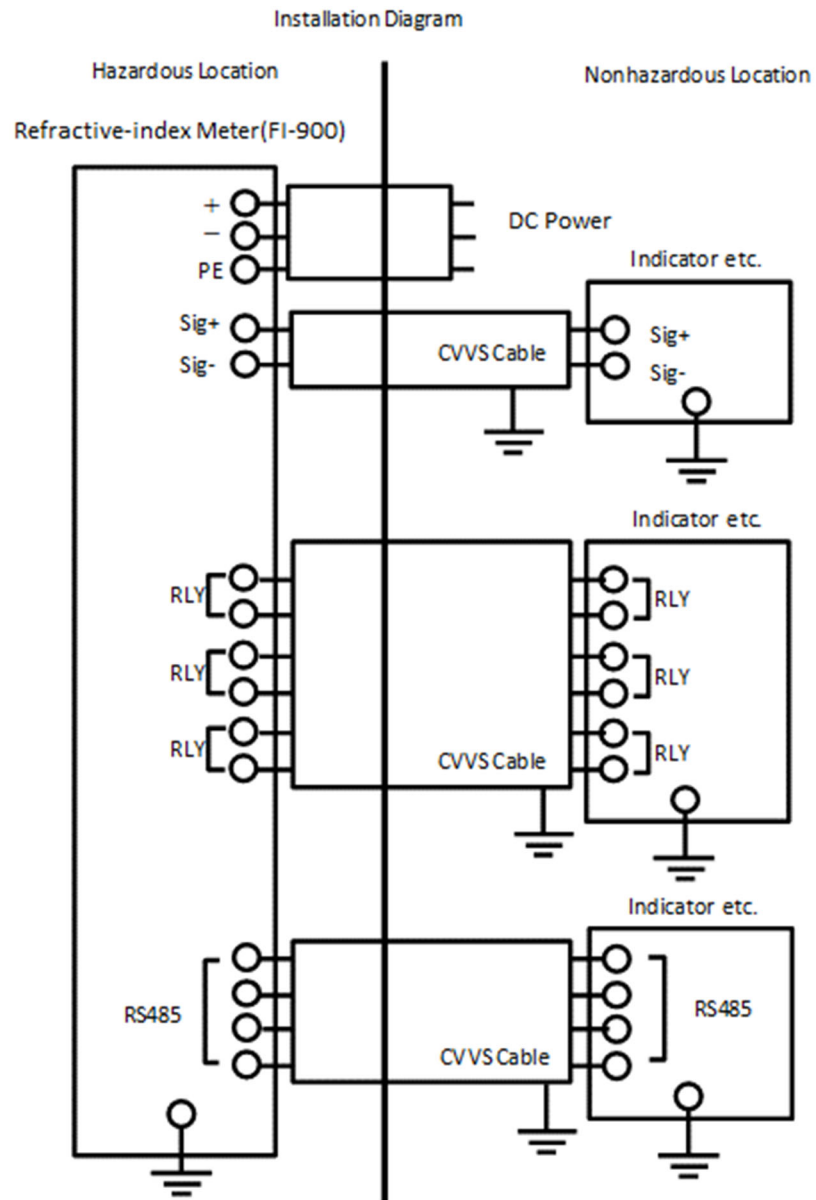 Installation Diagram
Hazardous Location
Nonhazardous Location
Refractive-index Meter(FI-900)
+
−
PE
DC Power
Indicator etc.
Sig+
Sig-
CVVS Cable
Sig+
Sig-
Indicator etc.
RLY
RLY
RLY
RLY
RLY
RLY
CVVS Cable
Indicator etc.
RS485
RS485
CVVS Cable